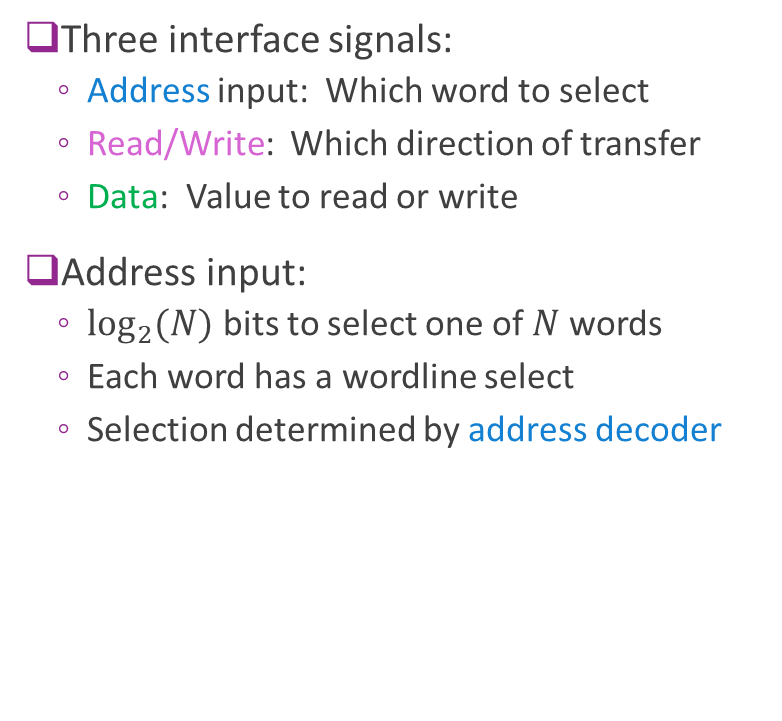 ❑Three interface signals:
◦ Address input: Which word to select
◦ Read/Write: Which direction of transfer
◦ Data: Value to read or write
❑Address input:
◦ log₂(N) bits to select one of N words
◦ Each word has a wordline select
◦ Selection determined by address decoder